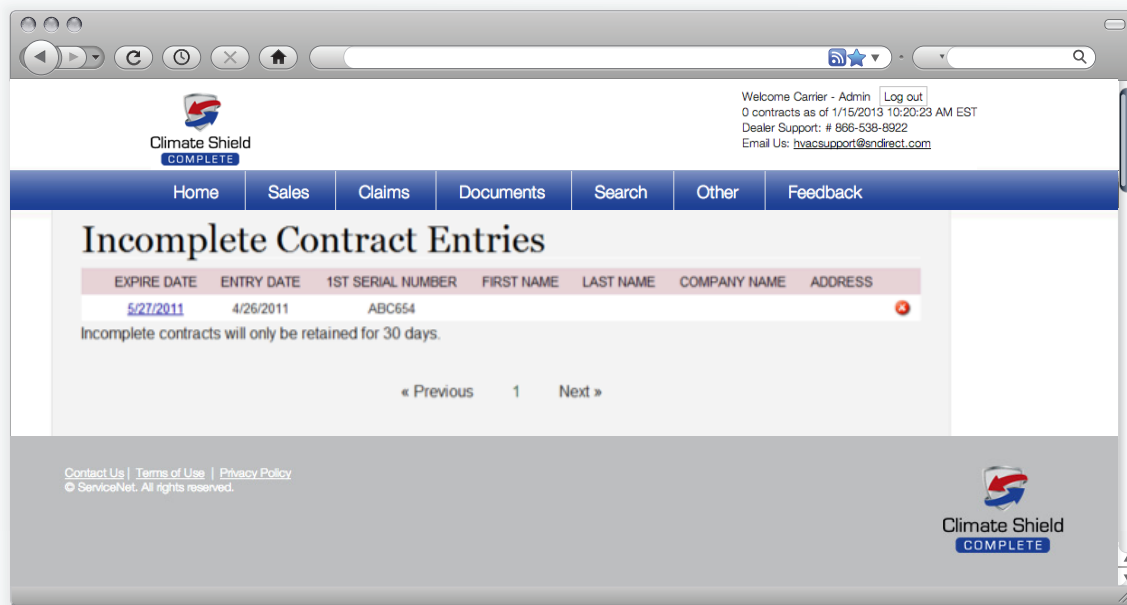 Welcome Carrier - Admin Log out
0 contracts as of 1/15/2013 10:20:23 AM EST
Dealer Support: # 866-538-8922
Email Us: hvacsupport@sndirect.com
Climate Shield
COMPLETE
Home Sales Claims Documents Search Other Feedback
Incomplete Contract Entries
EXPIRE DATE ENTRY DATE 1ST SERIAL NUMBER FIRST NAME LAST NAME COMPANY NAME ADDRESS
5/27/2011 4/26/2011 ABC654
Incomplete contracts will only be retained for 30 days.
« Previous 1 Next »
Contact Us | Terms of Use | Privacy Policy
© ServiceNet. All rights reserved.
Climate Shield
COMPLETE